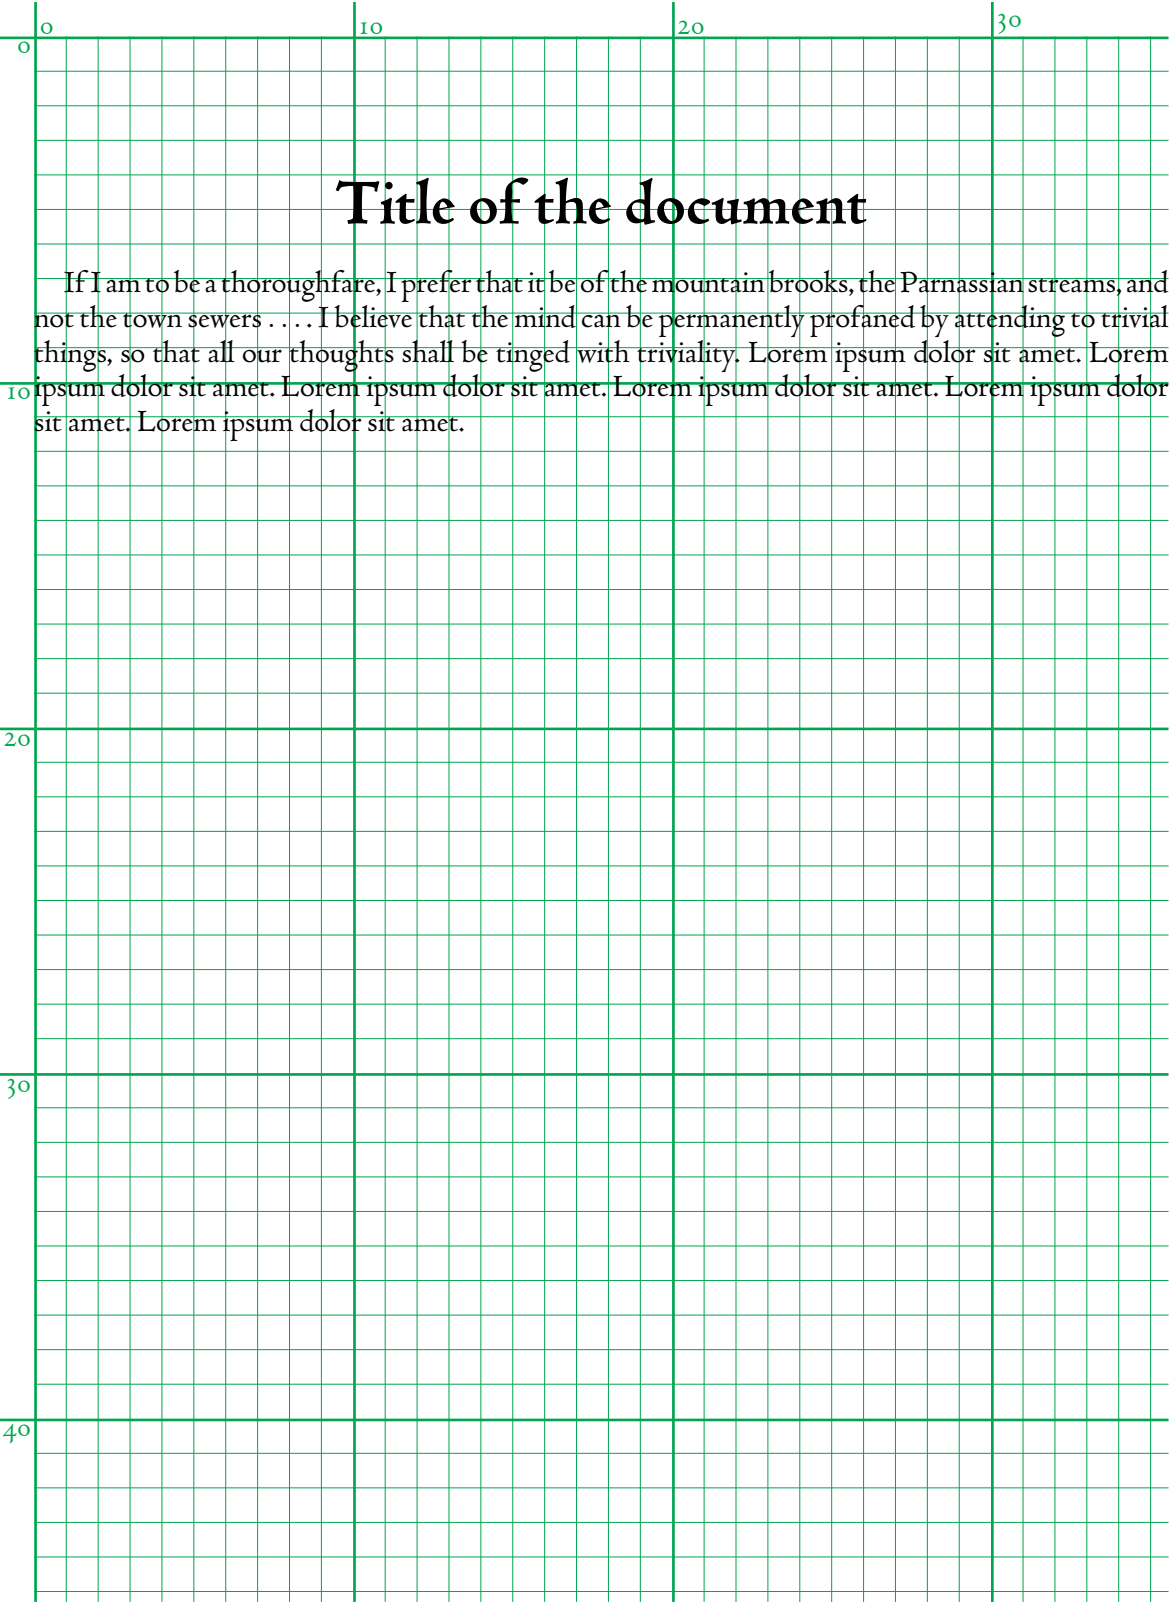 0 10 20 30
0
Title of the document
If I am to be a thoroughfare, I prefer that it be of the mountain brooks, the Parnassian streams, and
not the town sewers . . . . I believe that the mind can be permanently profaned by attending to trivial
things, so that all our thoughts shall be tinged with triviality. Lorem ipsum dolor sit amet. Lorem
10
ipsum dolor sit amet. Lorem ipsum dolor sit amet. Lorem ipsum dolor sit amet. Lorem ipsum dolor
sit amet. Lorem ipsum dolor sit amet.
20
30
40